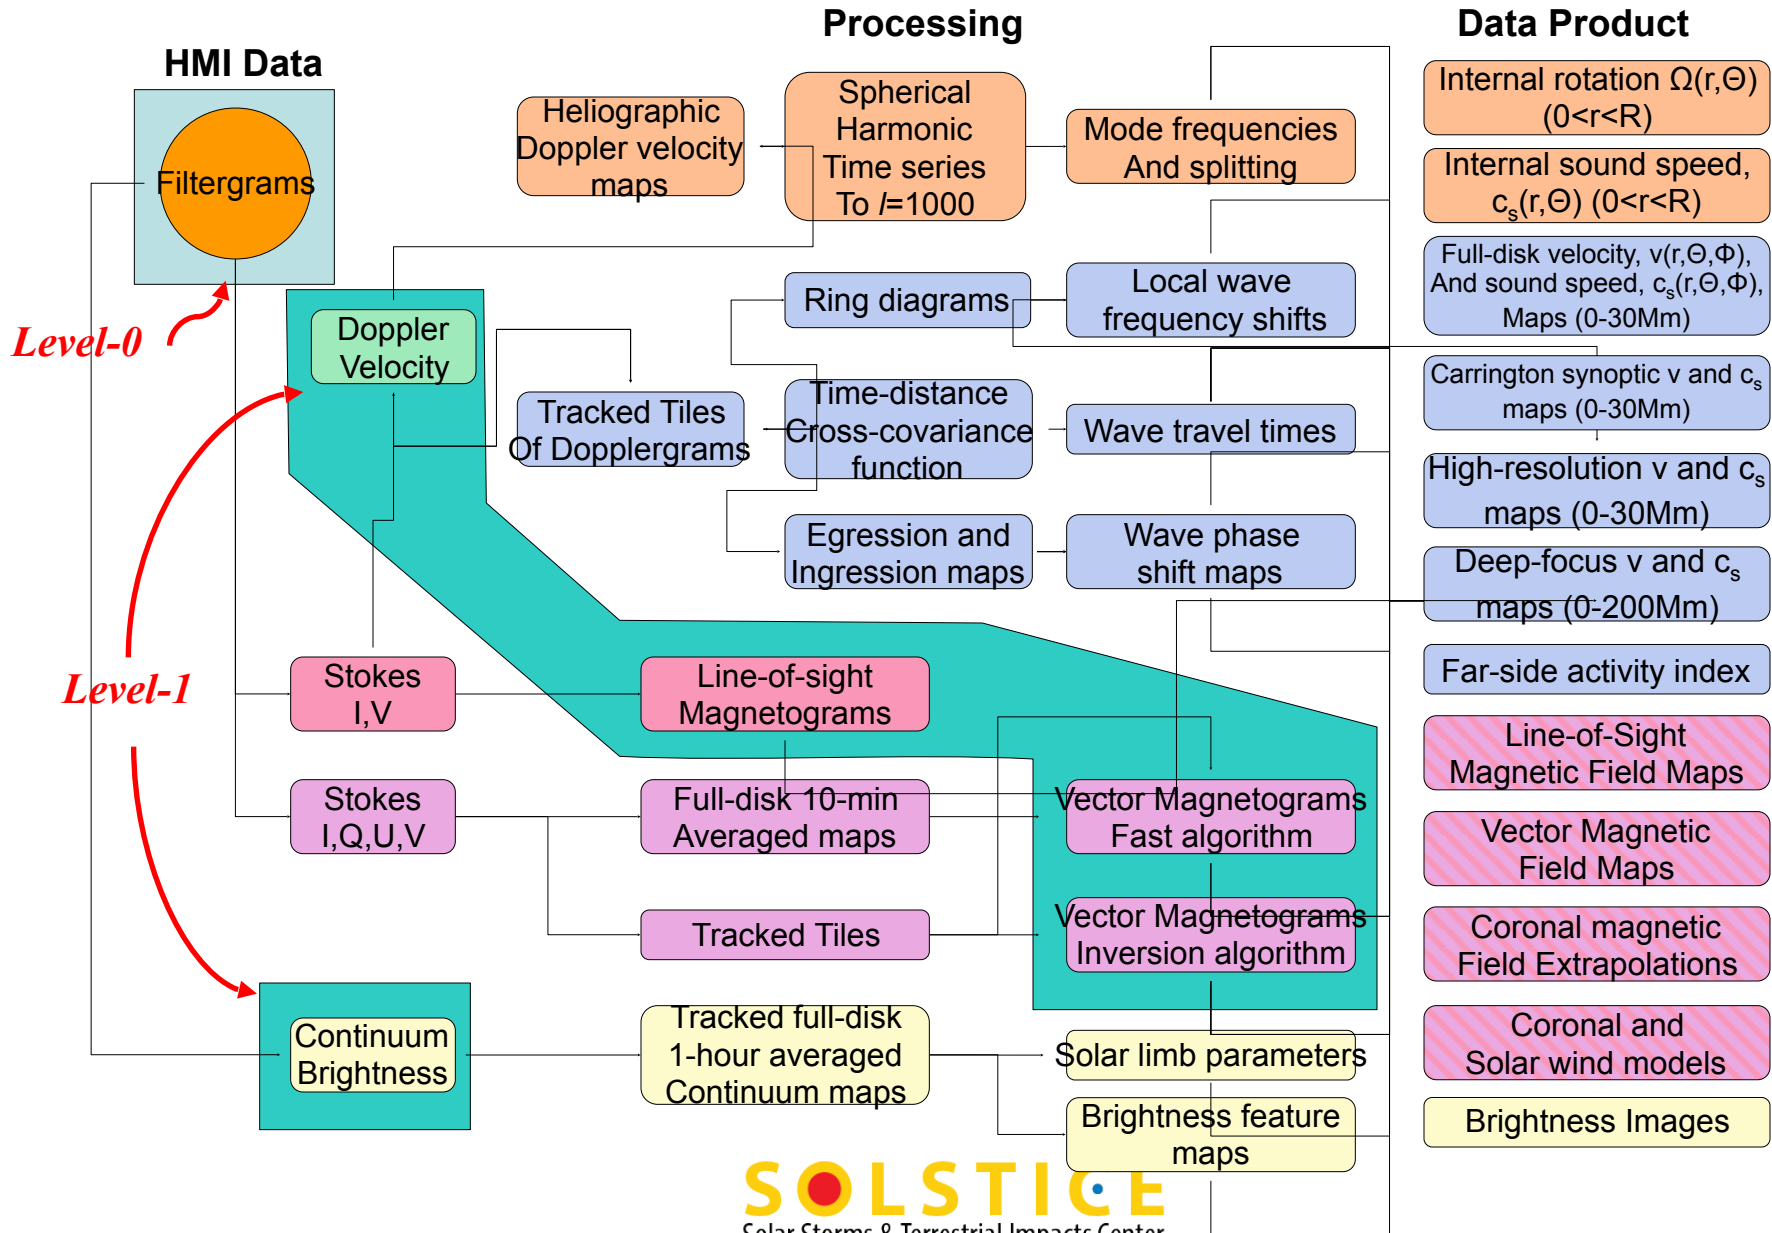 Processing
Data Product
HMI Data
Filtergrams
Level-0
Level-1
Heliographic
Doppler velocity
maps
Spherical
Harmonic
Time series
To l=1000
Mode frequencies
And splitting
Doppler
Velocity
Tracked Tiles
Of Dopplergrams
Ring diagrams
Local wave
frequency shifts
Time-distance
Cross-covariance
function
Wave travel times
Egression and
Ingression maps
Wave phase
shift maps
Stokes
I,V
Line-of-sight
Magnetograms
Stokes
I,Q,U,V
Full-disk 10-min
Averaged maps
Vector Magnetograms
Fast algorithm
Tracked Tiles
Vector Magnetograms
Inversion algorithm
Continuum
Brightness
Tracked full-disk
1-hour averaged
Continuum maps
Solar limb parameters
Brightness feature
maps
Internal rotation Ω(r,Θ)
(0<r<R)
Internal sound speed,
cs(r,Θ) (0<r<R)
Full-disk velocity, v(r,Θ,Φ),
And sound speed, cs(r,Θ,Φ),
Maps (0-30Mm)
Carrington synoptic v and cs
maps (0-30Mm)
High-resolution v and cs
maps (0-30Mm)
Deep-focus v and cs
maps (0-200Mm)
Far-side activity index
Line-of-Sight
Magnetic Field Maps
Vector Magnetic
Field Maps
Coronal magnetic
Field Extrapolations
Coronal and
Solar wind models
Brightness Images
SOLSTICE
Solar Storms & Terrestrial Impacts Center